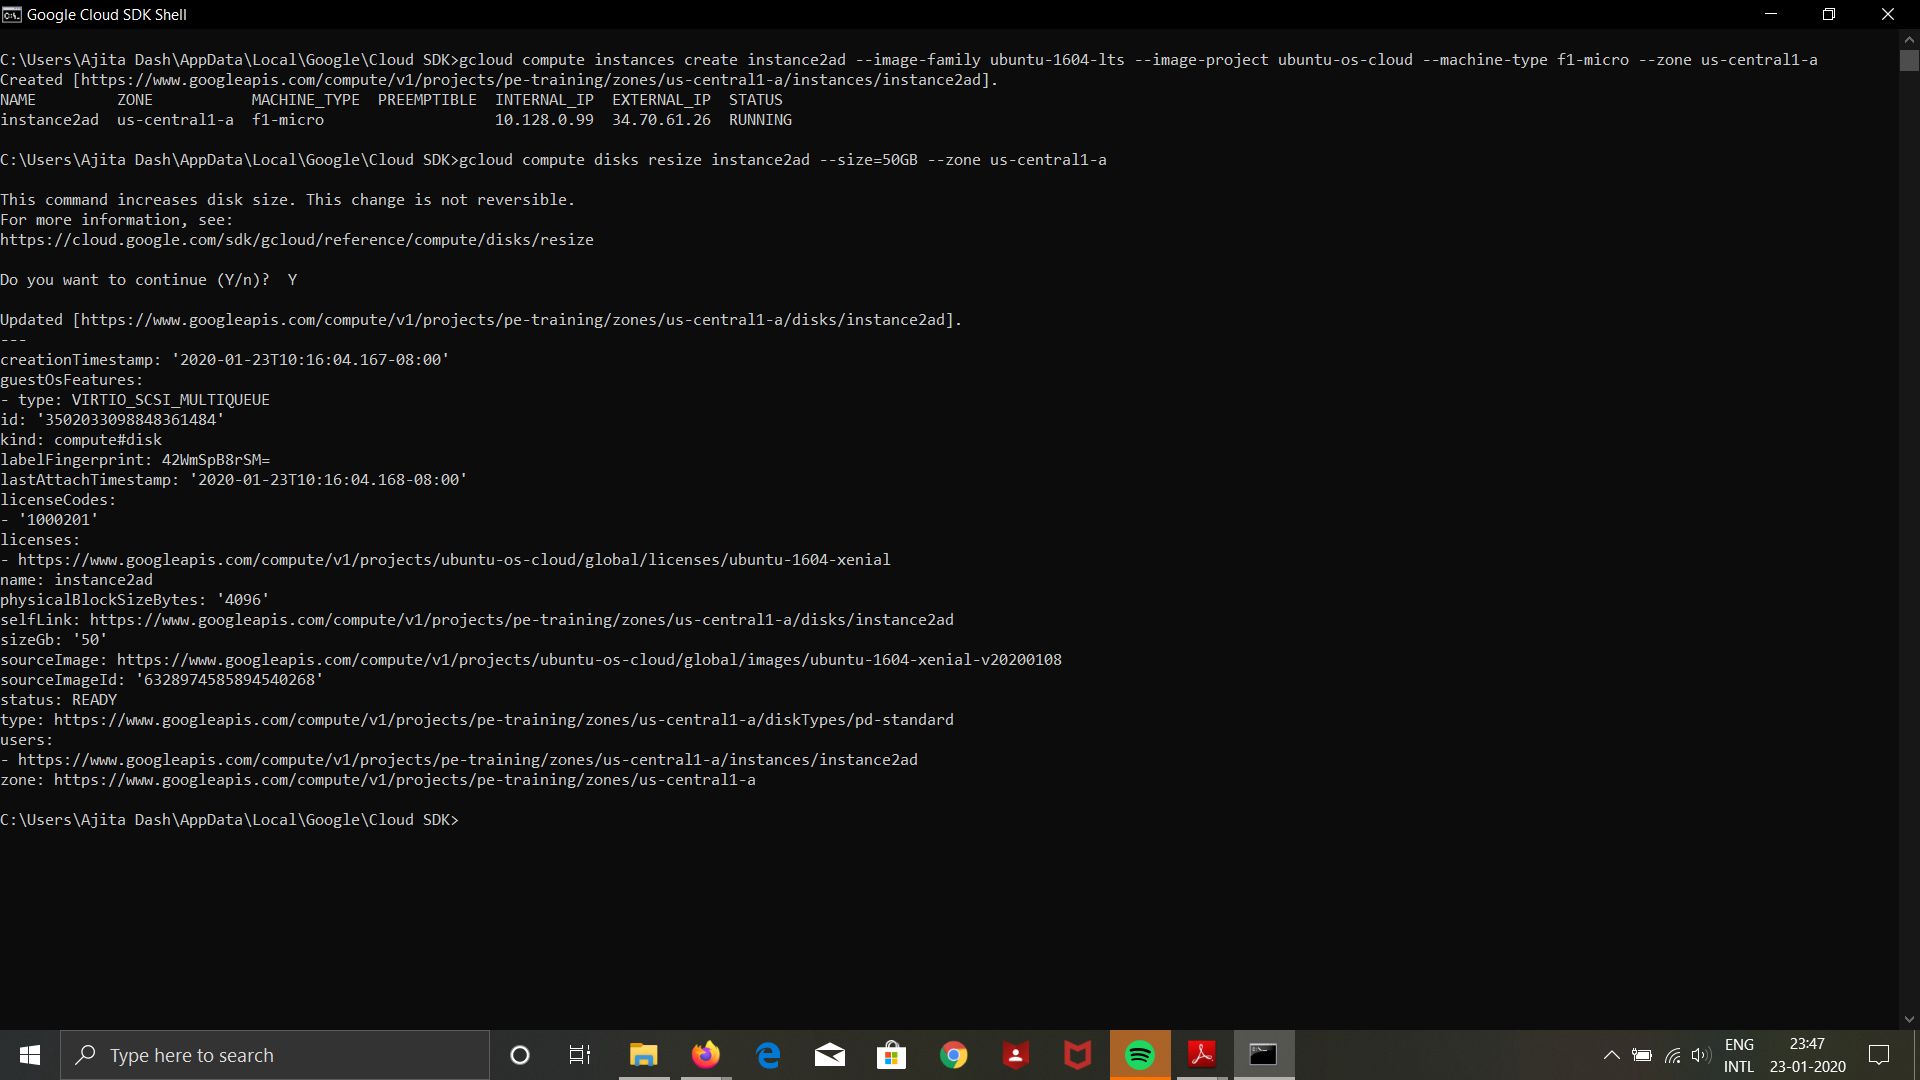 Google Cloud SDK Shell
C:\Users\Ajita Dash\AppData\Local\Google\Cloud SDK>gcloud compute instances create instance2ad --image-family ubuntu-1604-lts --image-project ubuntu-os-cloud --machine-type f1-micro --zone us-central1-a
Created [https://www.googleapis.com/compute/v1/projects/pe-training/zones/us-central1-a/instances/instance2ad].
NAME         ZONE           MACHINE_TYPE  PREEMPTIBLE  INTERNAL_IP  EXTERNAL_IP  STATUS
instance2ad  us-central1-a  f1-micro                   10.128.0.99  34.70.61.26  RUNNING
C:\Users\Ajita Dash\AppData\Local\Google\Cloud SDK>gcloud compute disks resize instance2ad --size=50GB --zone us-central1-a
This command increases disk size. This change is not reversible.
For more information, see:
https://cloud.google.com/sdk/gcloud/reference/compute/disks/resize
Do you want to continue (Y/n)?  Y
Updated [https://www.googleapis.com/compute/v1/projects/pe-training/zones/us-central1-a/disks/instance2ad].
---
creationTimestamp: '2020-01-23T10:16:04.167-08:00'
guestOsFeatures:
- type: VIRTIO_SCSI_MULTIQUEUE
id: '3502033098848361484'
kind: compute#disk
labelFingerprint: 42WmSpB8rSM=
lastAttachTimestamp: '2020-01-23T10:16:04.168-08:00'
licenseCodes:
- '1000201'
licenses:
- https://www.googleapis.com/compute/v1/projects/ubuntu-os-cloud/global/licenses/ubuntu-1604-xenial
name: instance2ad
physicalBlockSizeBytes: '4096'
selfLink: https://www.googleapis.com/compute/v1/projects/pe-training/zones/us-central1-a/disks/instance2ad
sizeGb: '50'
sourceImage: https://www.googleapis.com/compute/v1/projects/ubuntu-os-cloud/global/images/ubuntu-1604-xenial-v20200108
sourceImageId: '6328974585894540268'
status: READY
type: https://www.googleapis.com/compute/v1/projects/pe-training/zones/us-central1-a/diskTypes/pd-standard
users:
- https://www.googleapis.com/compute/v1/projects/pe-training/zones/us-central1-a/instances/instance2ad
zone: https://www.googleapis.com/compute/v1/projects/pe-training/zones/us-central1-a
C:\Users\Ajita Dash\AppData\Local\Google\Cloud SDK>
Type here to search
ENG
INTL
23:47
23-01-2020